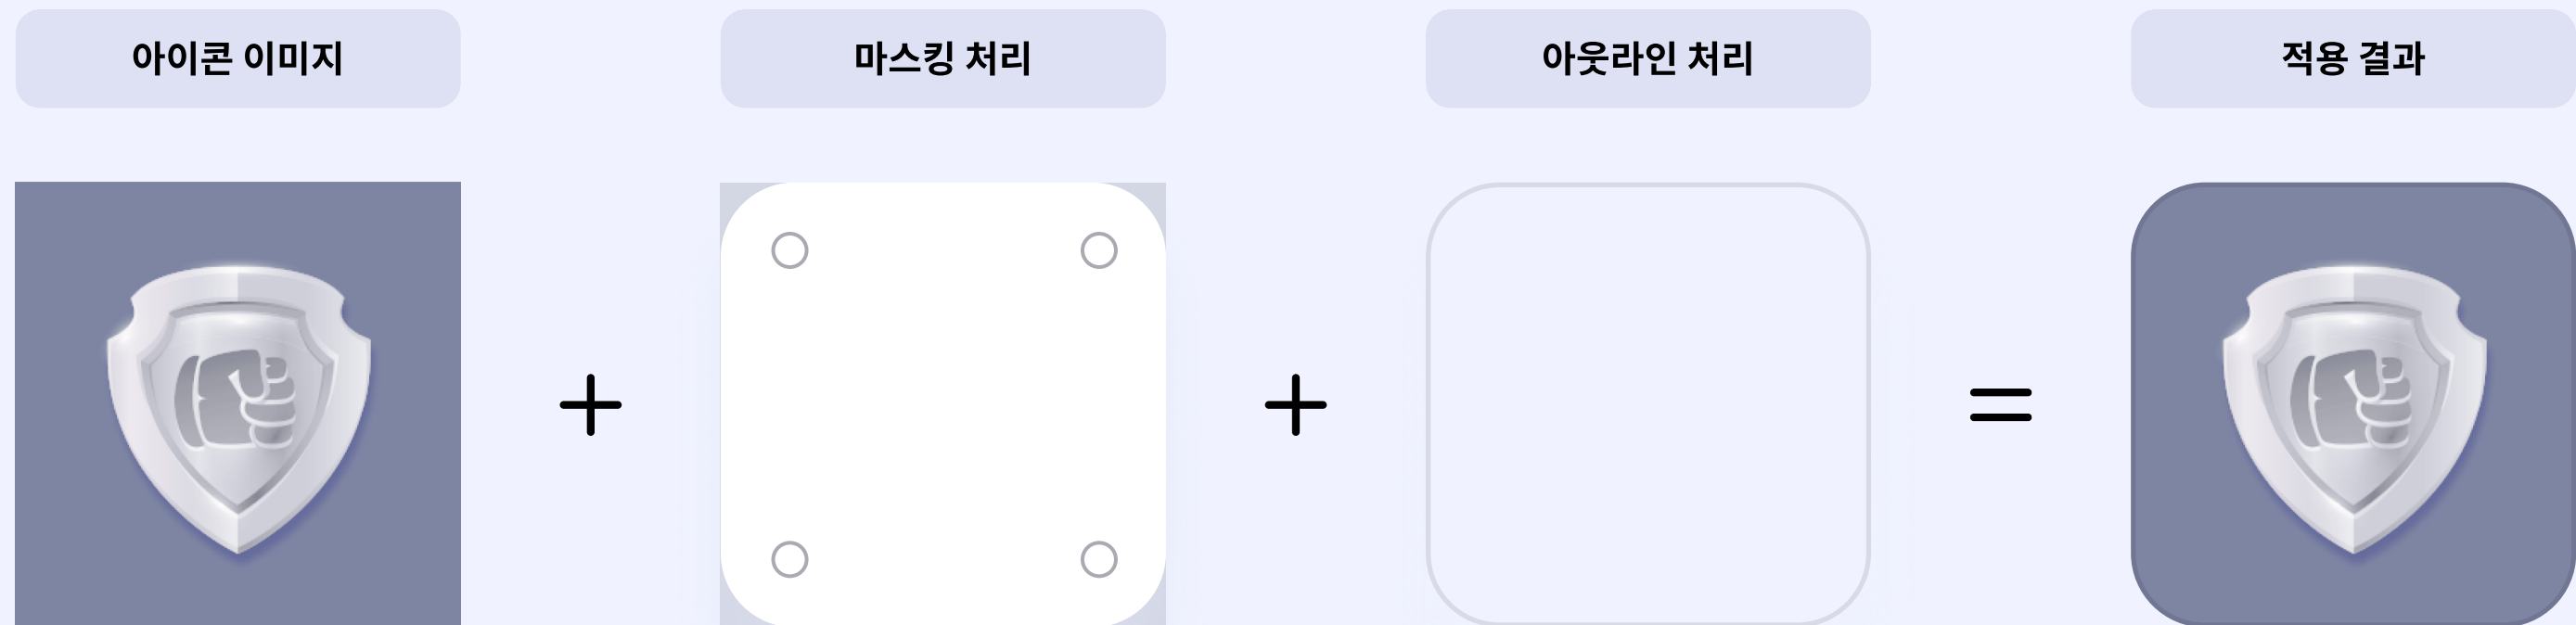 아이콘 이미지
마스킹 처리
아웃라인 처리
적용 결과